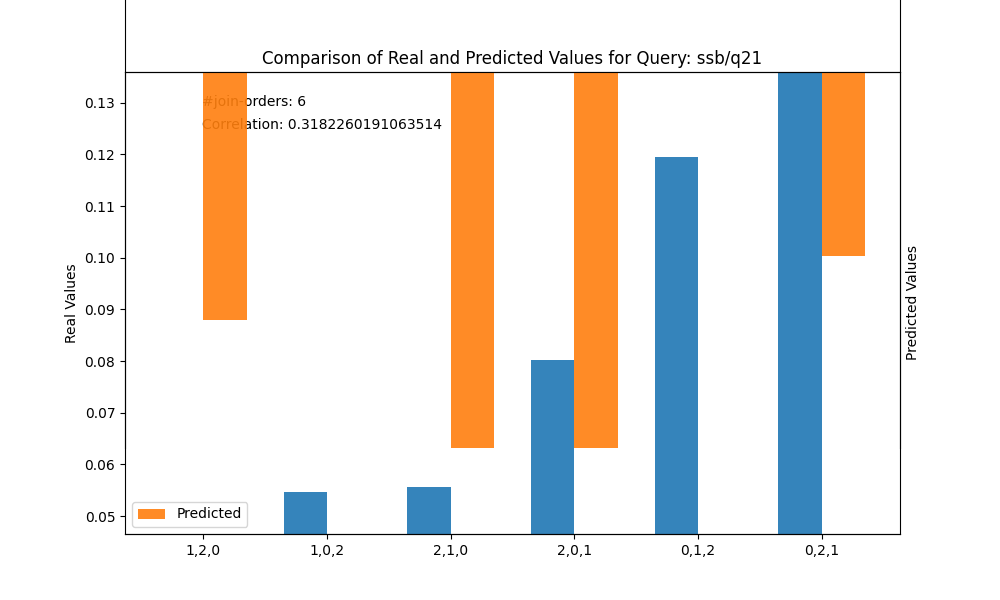 Comparison of Real and Predicted Values for Query: ssb/q21
#join-orders: 6
Correlation: 0.3182260191063514
0.13
0.12
0.11
0.10
0.09
0.08
0.07
0.06
0.05
Real Values
Predicted Values
Predicted
1,2,0
1,0,2
2,1,0
2,0,1
0,1,2
0,2,1